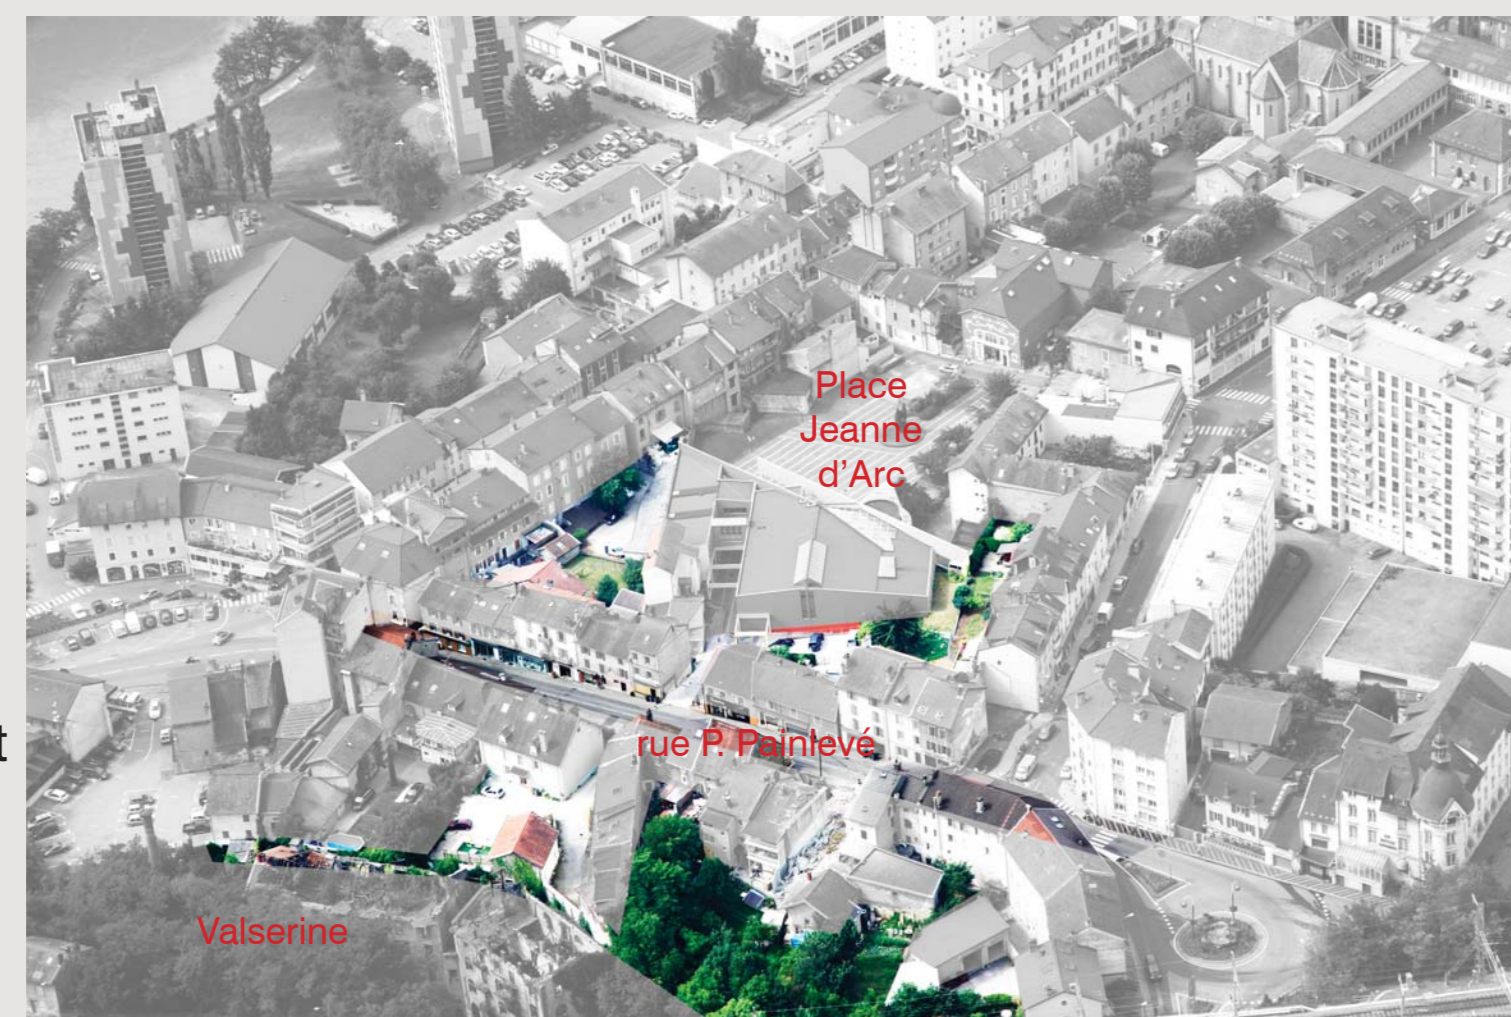 Place
Jeanne
d’Arc
t
rue P. Painlevé
Valserine